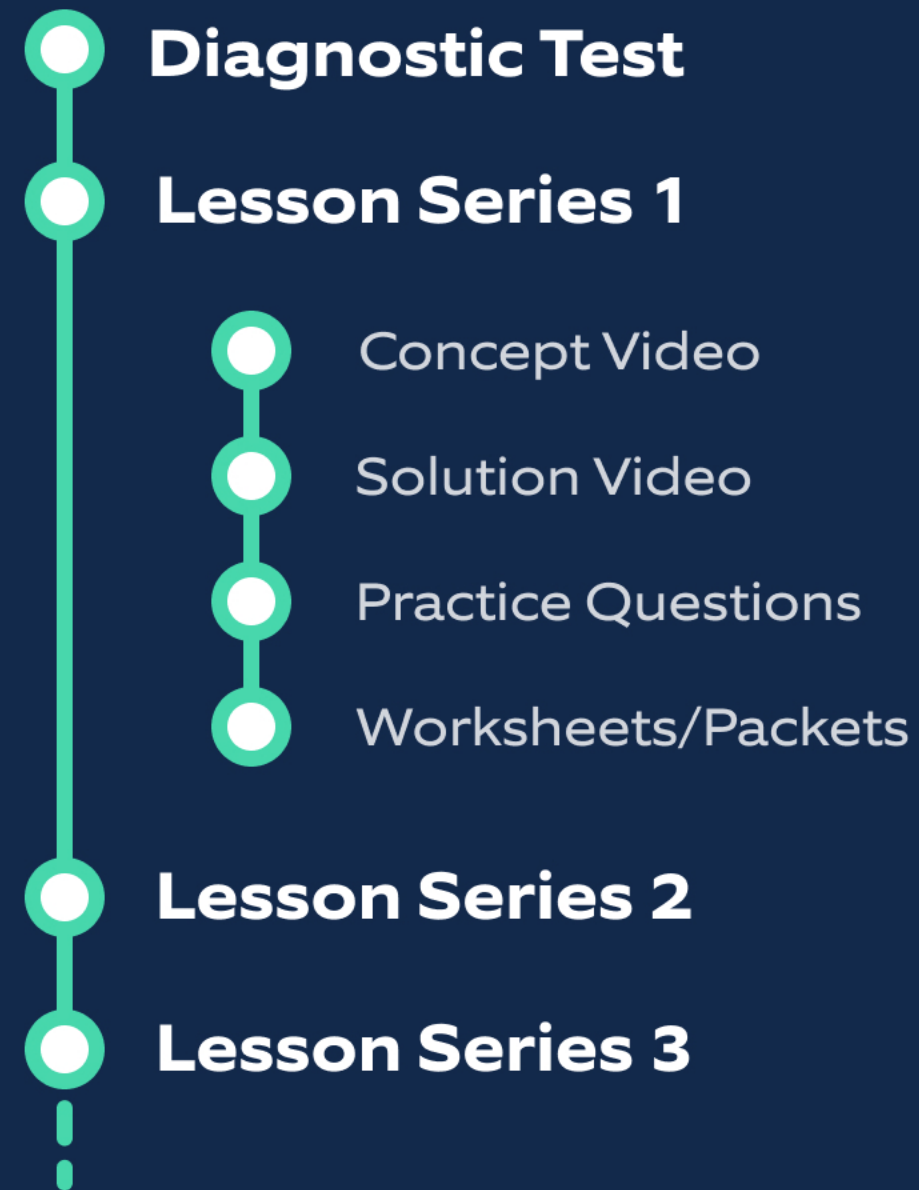 Diagnostic Test
Lesson Series 1
Concept Video
Solution Video
Practice Questions
Worksheets/Packets
Lesson Series 2
Lesson Series 3